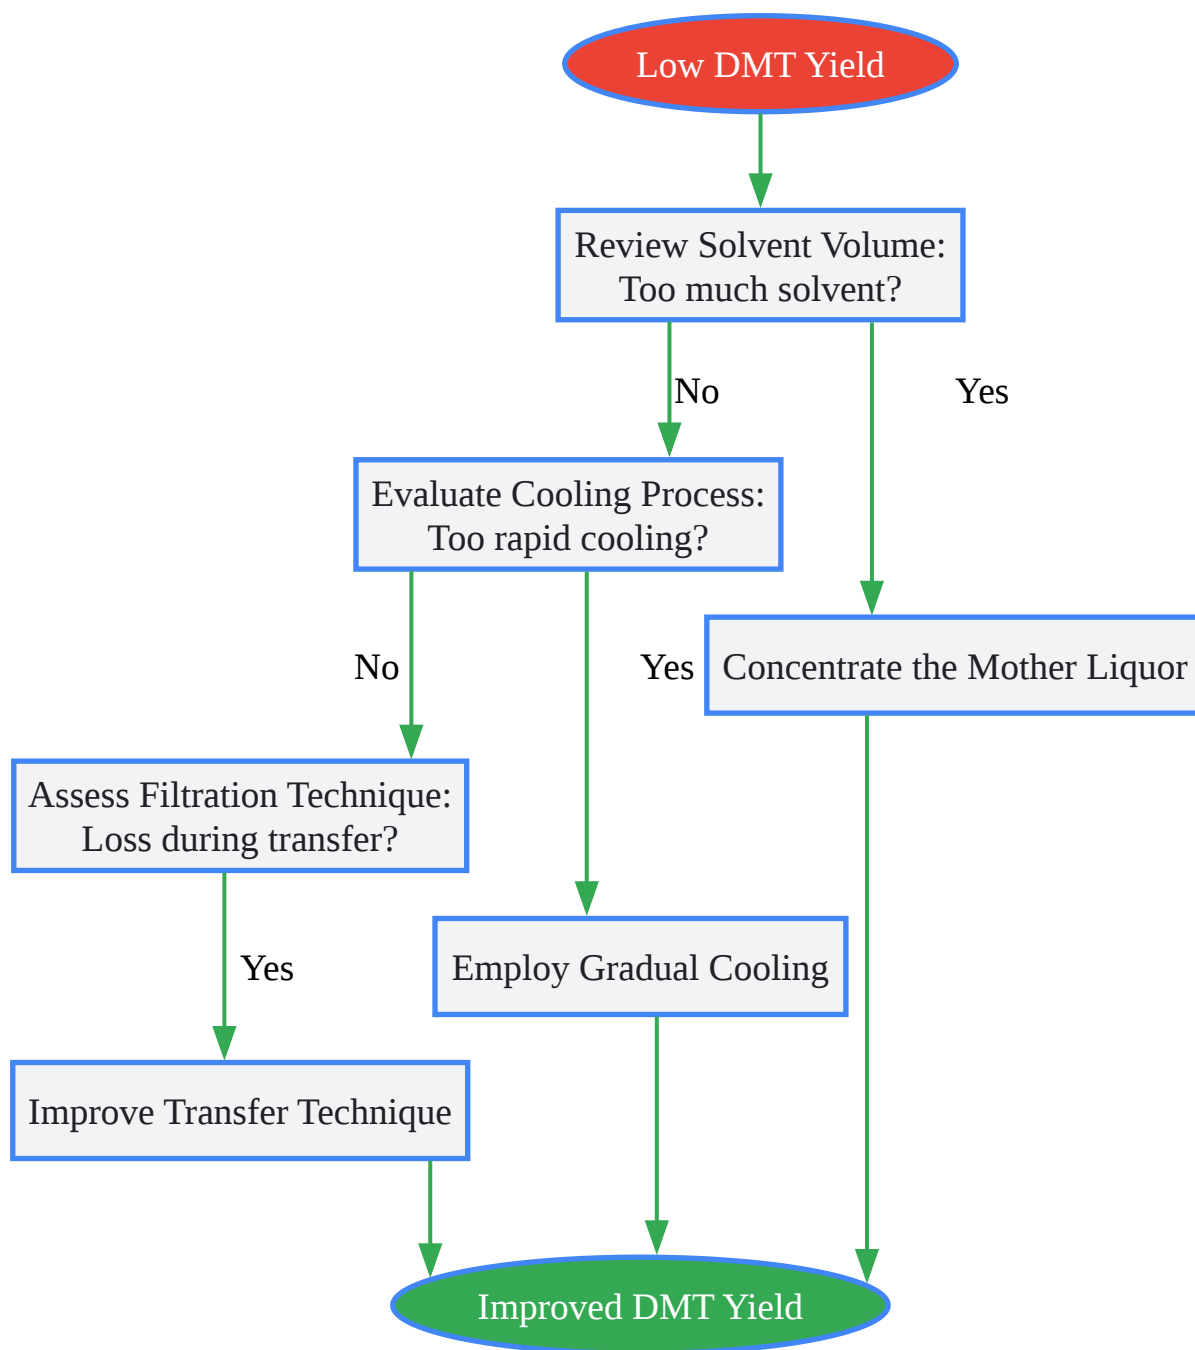 Low DMT Yield
Review Solvent Volume:
Too much solvent?
No
Yes
Evaluate Cooling Process:
Too rapid cooling?
No
Yes
Concentrate the Mother Liquor
Assess Filtration Technique:
Loss during transfer?
Yes
Employ Gradual Cooling
Improve Transfer Technique
Improved DMT Yield